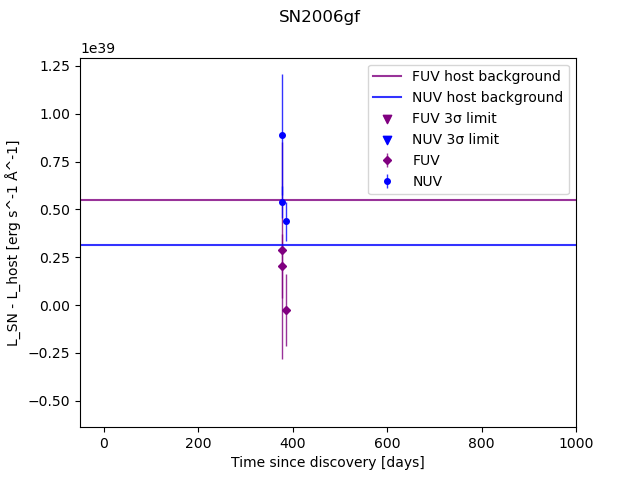 SN2006gf
1e39
1.25
1.00
0.75
0.50
0.25
0.00
−0.25
−0.50
L_SN - L_host [erg s^-1 Å^-1]
FUV host background
NUV host background
FUV 3σ limit
NUV 3σ limit
FUV
NUV
0 200 400 600 800 1000
Time since discovery [days]